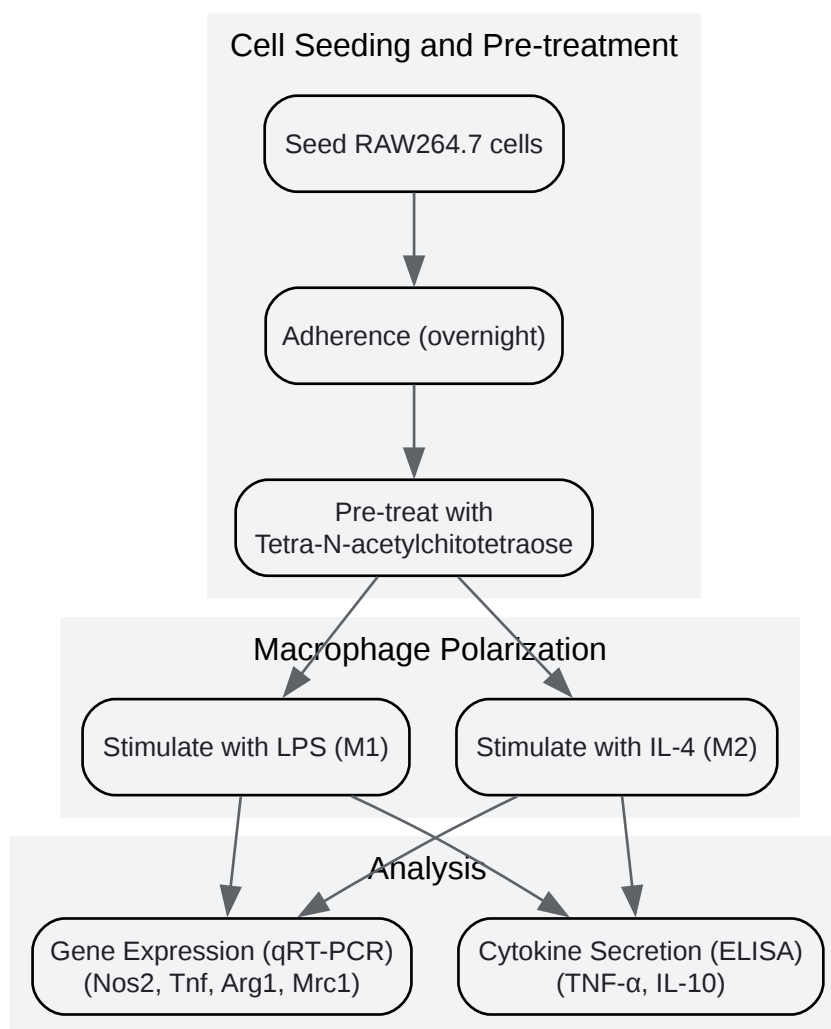 Cell Seeding and Pre-treatment
Seed RAW264.7 cells
Adherence (overnight)
Pre-treat with
Tetra-N-acetylchitotetraose
Macrophage Polarization
Stimulate with LPS (M1)
Stimulate with IL-4 (M2)
Analysis
Gene Expression (qRT-PCR)
(Nos2, Tnf, Arg1, Mrc1)
Cytokine Secretion (ELISA)
(TNF-α, IL-10)